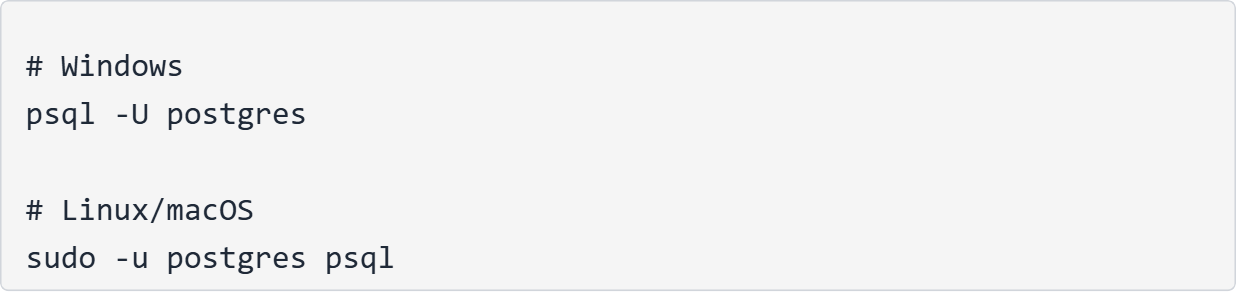 # Windows
psql -U postgres
# Linux/macOS
sudo -u postgres psql